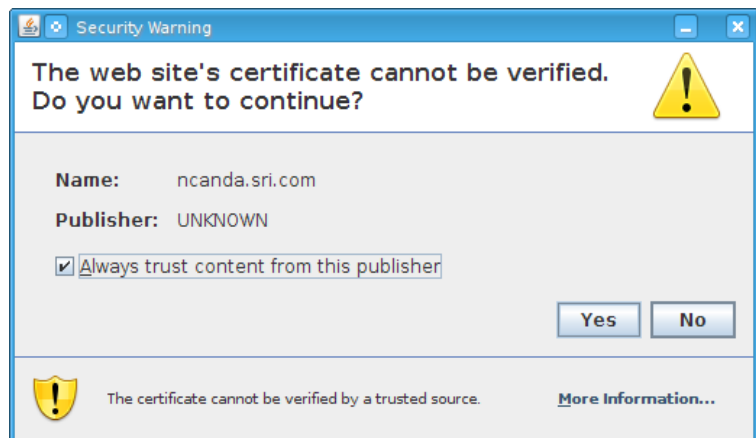 Security Warning
The web site's certificate cannot be verified.
Do you want to continue?
Name: ncanda.sri.com
Publisher: UNKNOWN
Always trust content from this publisher
Yes No
The certificate cannot be verified by a trusted source. More Information...